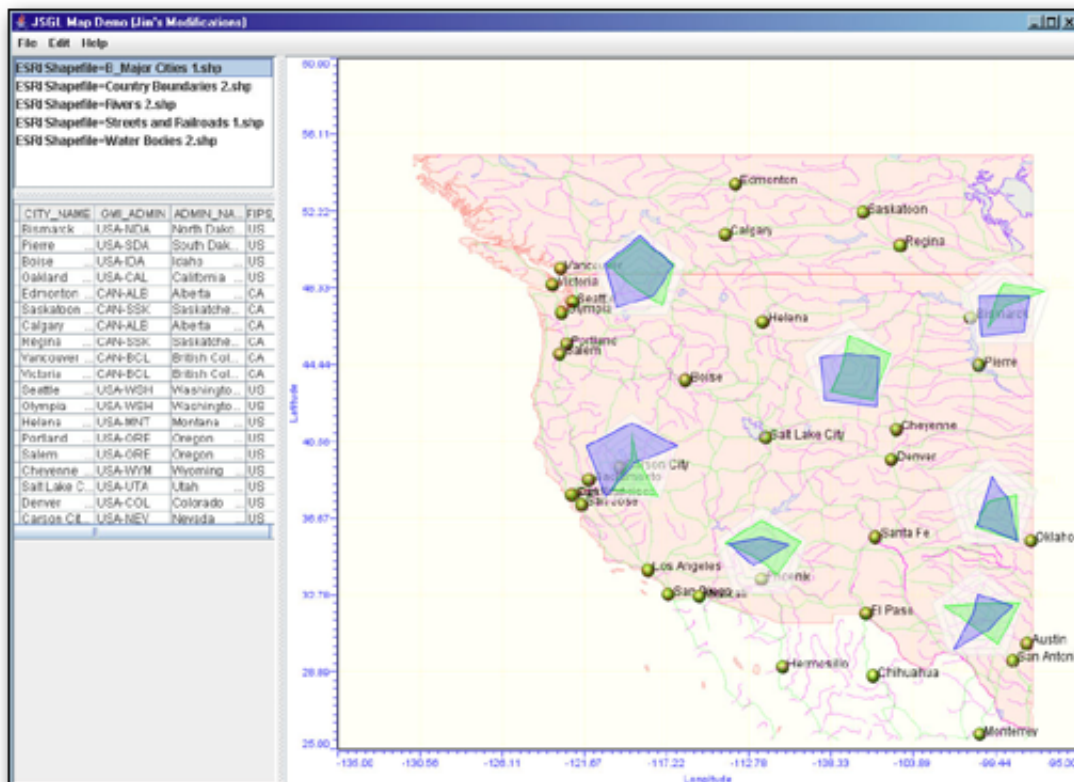 JSGL Map Demo (Jim's Modifications)
File Edit Help
ESRI Shapefile=B_Major Cities 1.shp
ESRI Shapefile=Country Boundaries 2.shp
ESRI Shapefile=Rivers 2.shp
ESRI Shapefile=Streets and Railroads 1.shp
ESRI Shapefile=Water Bodies 2.shp
CITY_NAME GMI_ADMIN ADMIN_NA... FIPS_
Bismarck ... USA-NDA North Dako... US
Pierre ... USA-SDA South Dak... US
Boise ... USA-IDA Idaho ... US
Oakland ... USA-CAL California ... US
Edmonton ... CAN-ALB Alberta ... CA
Saskatoon ... CAN-SSK Saskatche... CA
Calgary ... CAN-ALB Alberta ... CA
Regina ... CAN-SSK Saskatche... CA
Vancouver ... CAN-BCL British Col... CA
Victoria ... CAN-BCL British Col... CA
Seattle ... USA-WSH Washingto... US
Olympia ... USA-WSH Washingto... US
Helena ... USA-MNT Montana ... US
Portland ... USA-ORE Oregon ... US
Salem ... USA-ORE Oregon ... US
Cheyenne ... USA-WYM Wyoming ... US
Salt Lake C... USA-UTA Utah ... US
Denver ... USA-COL Colorado ... US
Carson Cit... USA-NEV Nevada ... US
60.00
56.11
52.22
48.33
44.44
40.56
36.67
32.78
28.89
25.00
Latitude
Edmonton
Saskatoon
Calgary
Regina
Vancouver
Victoria
Olympia
Helena
Bismarck
Portland
Salem
Pierre
Boise
Cheyenne
Salt Lake City
Denver
Carson City
Sacramento
San Jose
Santa Fe
Oklaho
Los Angeles
Phoenix
San Diego
El Paso
Austin
San Anton
Hermosillo
Chihuahua
Monterrey
-135.00 -130.56 -126.11 -121.67 -117.22 -112.78 -108.33 -103.89 -99.44 -95.00
Longitude